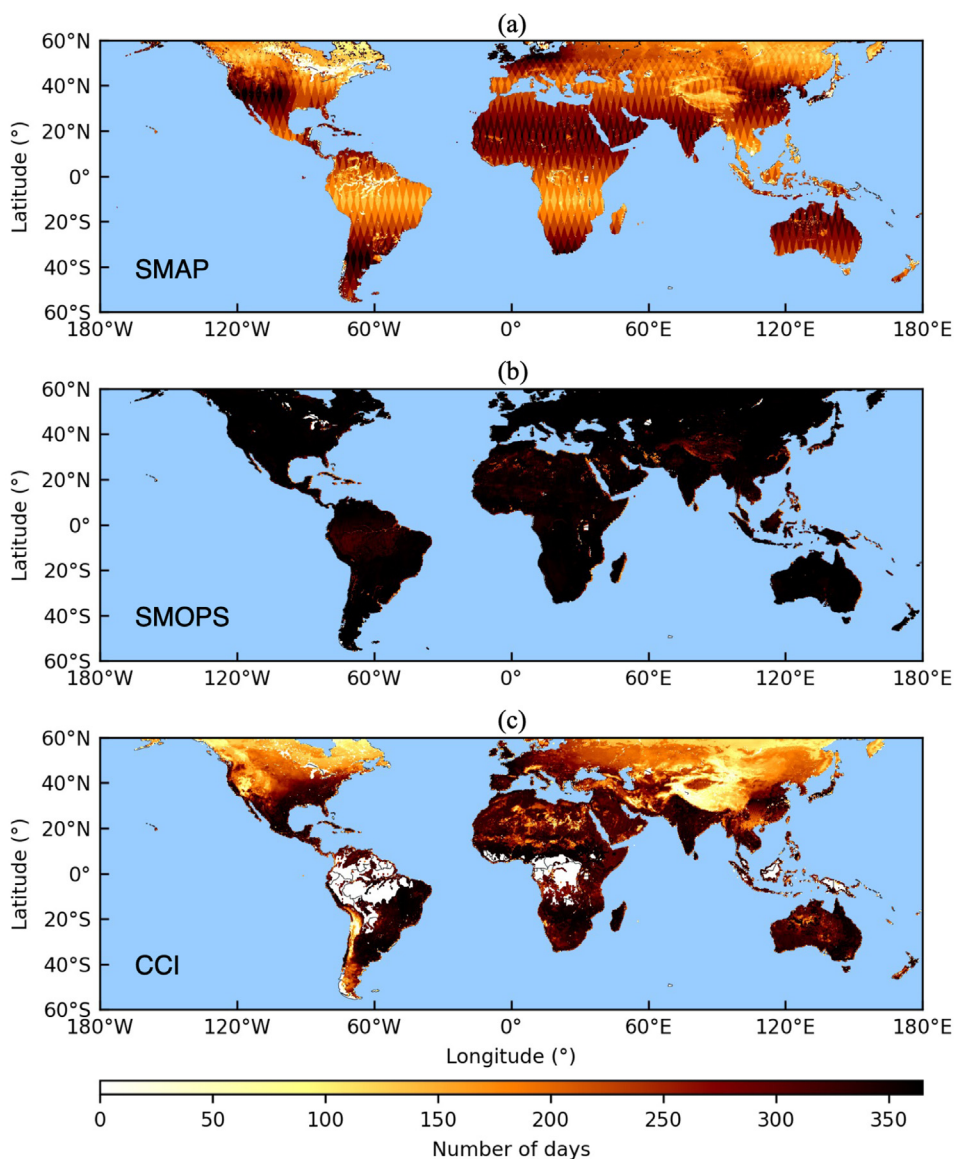 (a)
60°N
40°N
20°N
0°
20°S
40°S
60°S
Latitude (°)
SMAP
180°W 120°W 60°W 0° 60°E 120°E 180°E
(b)
60°N
40°N
20°N
0°
20°S
40°S
60°S
Latitude (°)
SMOPS
180°W 120°W 60°W 0° 60°E 120°E 180°E
(c)
60°N
40°N
20°N
0°
20°S
40°S
60°S
Latitude (°)
CCI
180°W 120°W 60°W 0° 60°E 120°E 180°E
Longitude (°)
0 50 100 150 200 250 300 350
Number of days